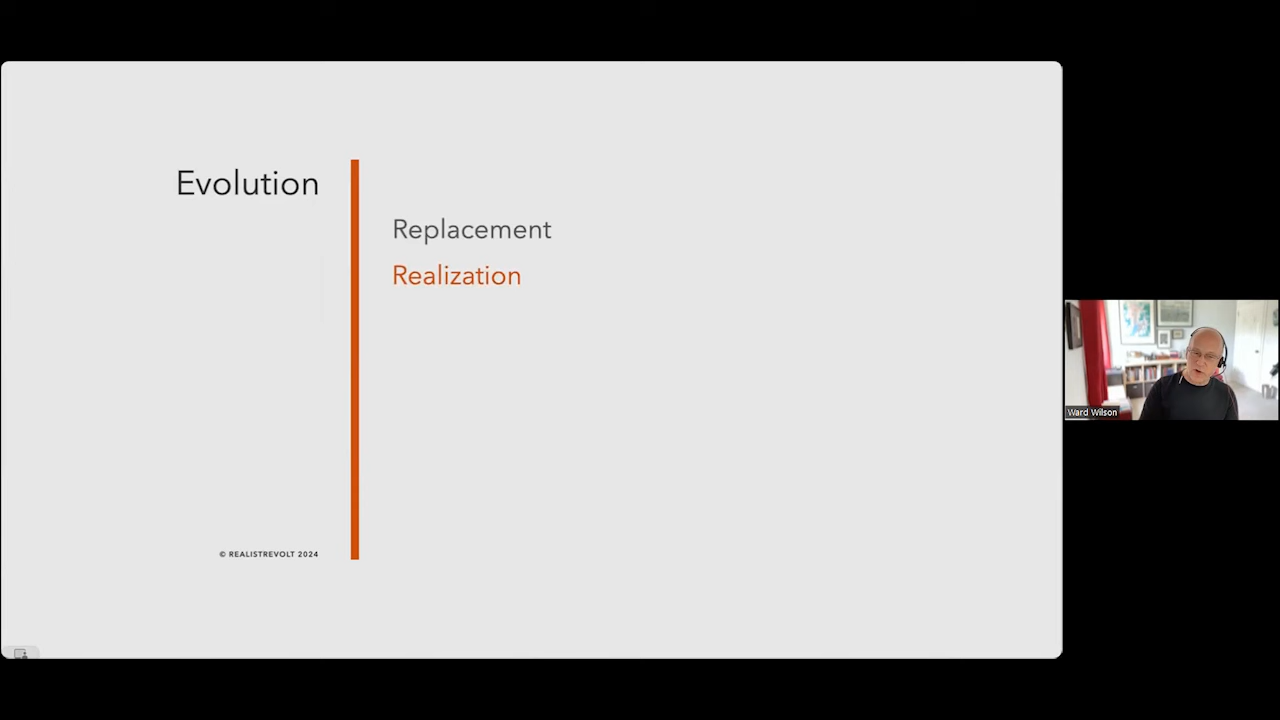 Evolution
Replacement
Realization
© REALISTREVOLT 2024
Ward Wilson